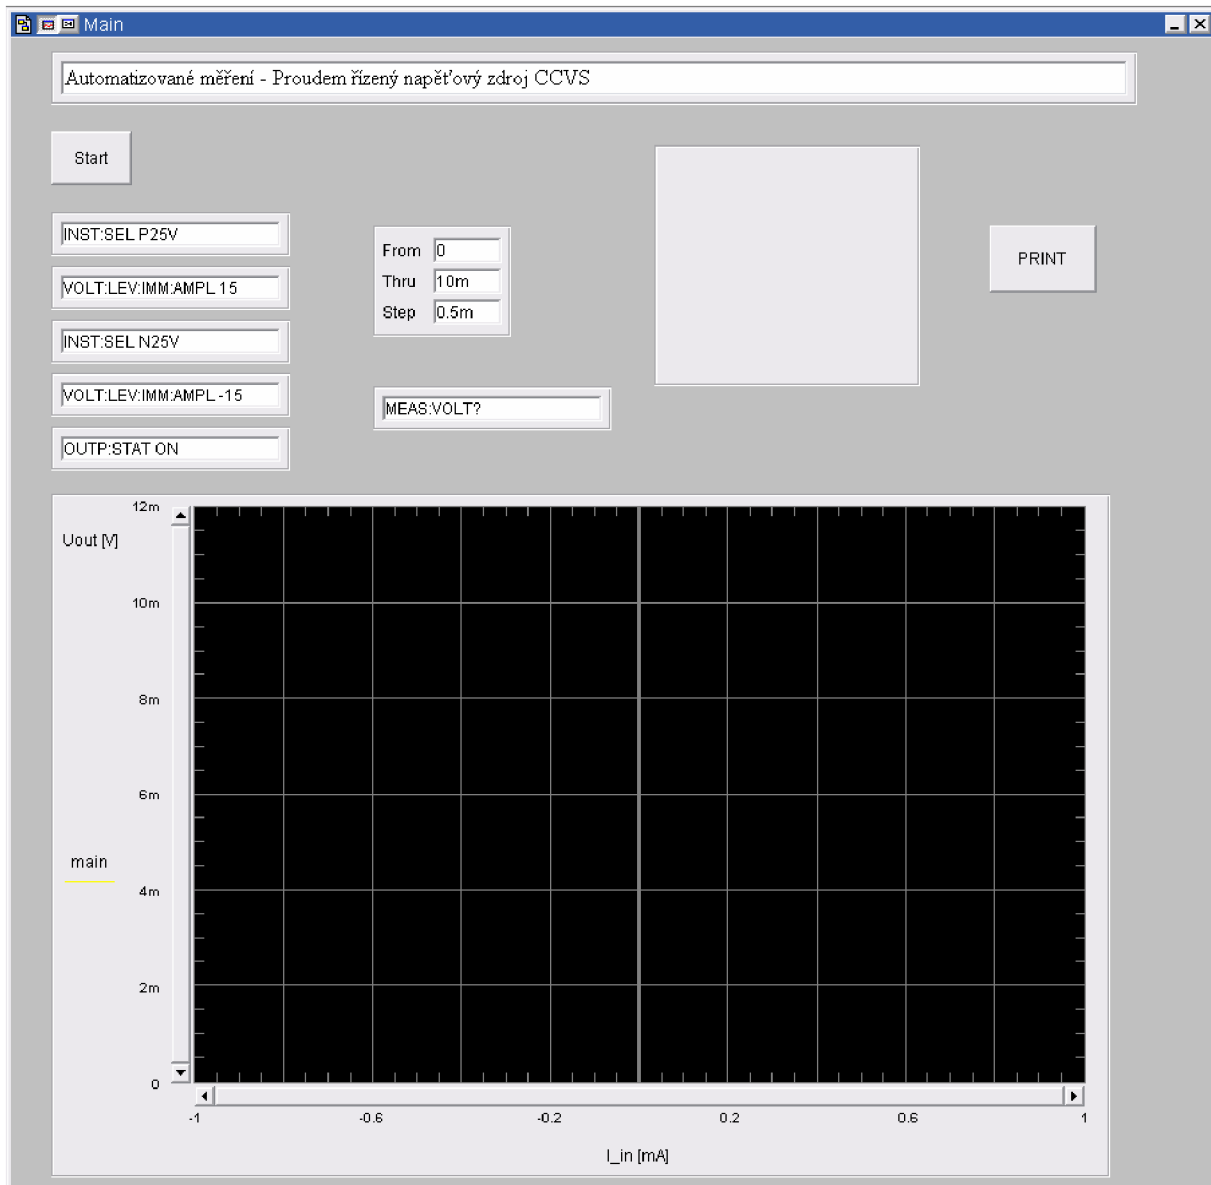 Main
Automatizované měření - Proudem řízený napěťový zdroj CCVS
Start
INST:SEL P25V
VOLT:LEV:IMM:AMPL 15
INST:SEL N25V
VOLT:LEV:IMM:AMPL -15
OUTP:STAT ON
From 0
Thru 10m
Step 0.5m
MEAS:VOLT?
PRINT
Uout [V]
main
12m
10m
8m
6m
4m
2m
0
-1 -0.6 -0.2 0.2 0.6 1
I_in [mA]